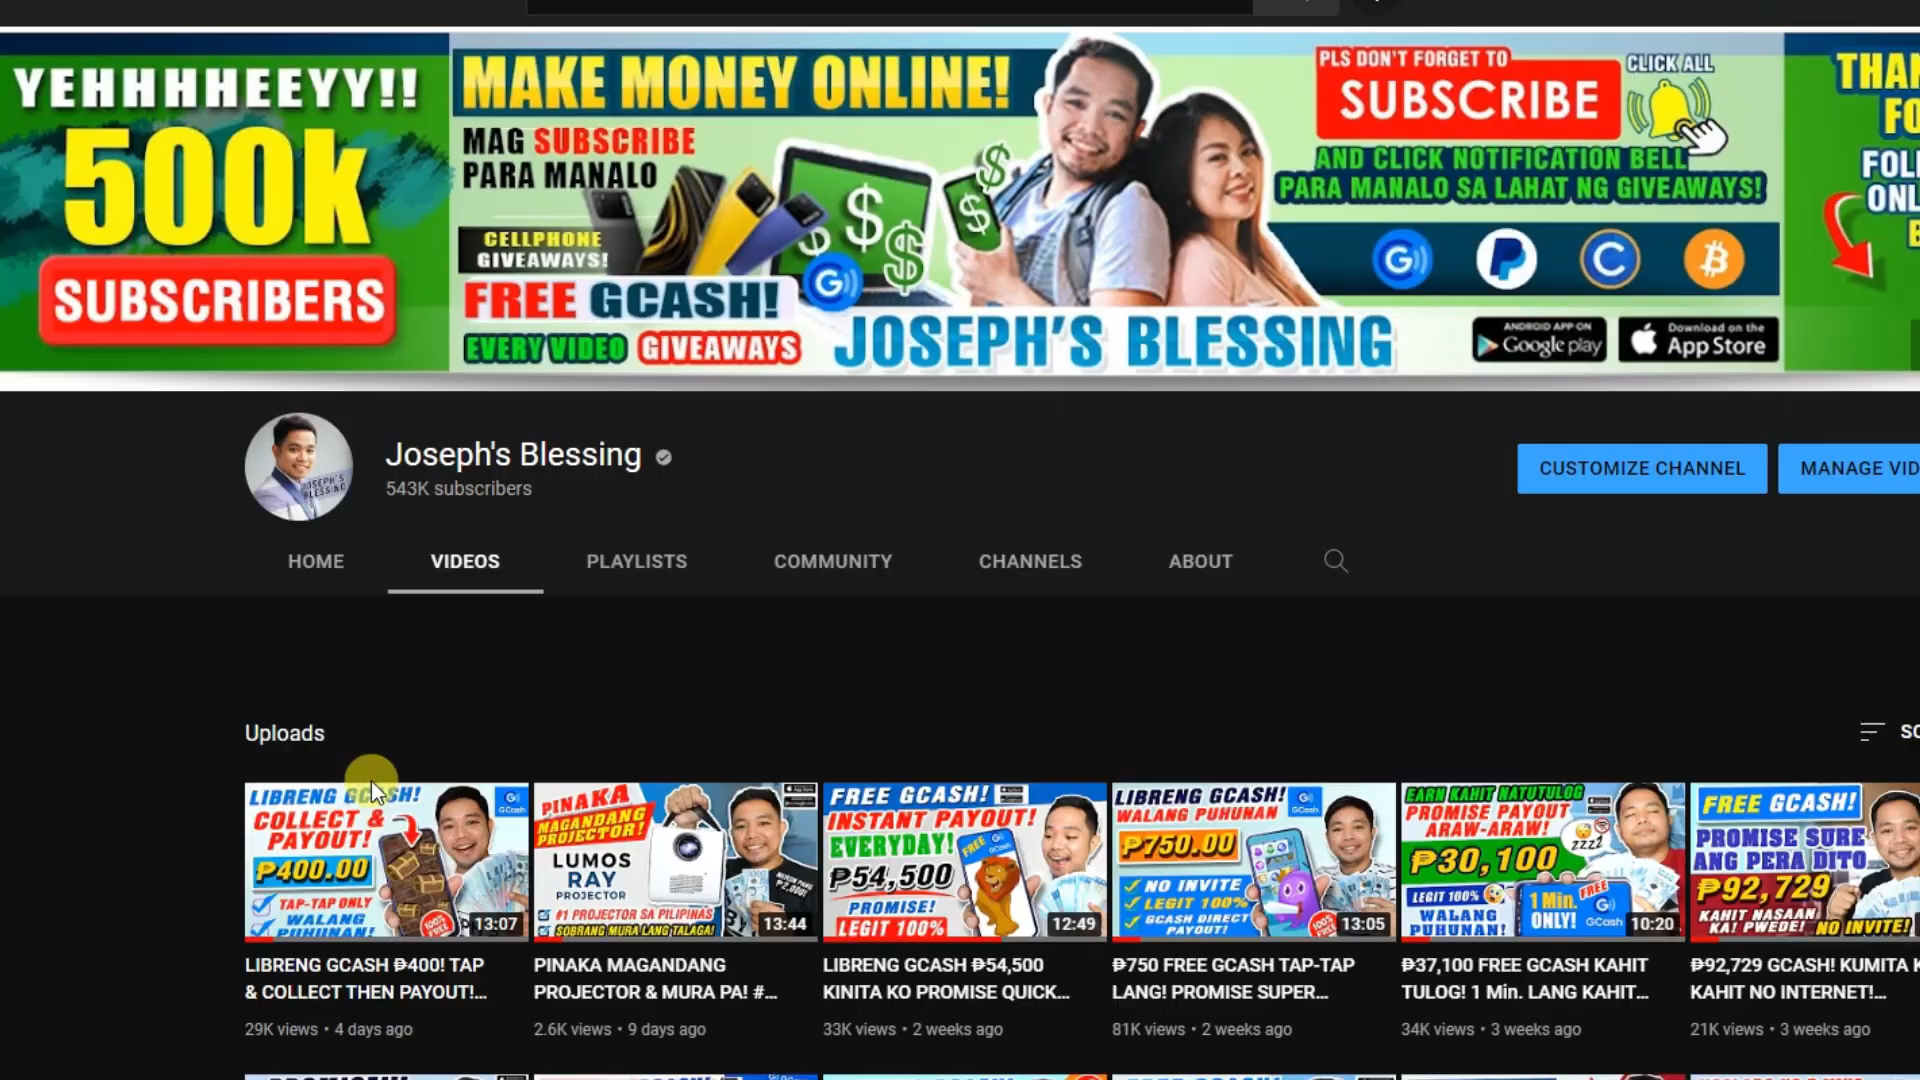 YEHHHHEEYY!!
500k
SUBSCRIBERS
MAKE MONEY ONLINE!
MAG SUBSCRIBE
PARA MANALO
CELLPHONE
GIVEAWAYS!
FREE GCASH!
EVERY VIDEO GIVEAWAYS
JOSEPH'S BLESSING
PLS DON'T FORGET TO
SUBSCRIBE
CLICK ALL
AND CLICK NOTIFICATION BELL
PARA MANALO SA LAHAT NG GIVEAWAYS!
ANDROID APP ON
Google play
Download on the
App Store
Joseph's Blessing
543K subscribers
CUSTOMIZE CHANNEL
MANAGE VID
HOME
VIDEOS
PLAYLISTS
COMMUNITY
CHANNELS
ABOUT
Uploads
LIBRENG GCASH!
COLLECT &
PAYOUT!
₱400.00
TAP-TAP ONLY
WALANG
PUHUNAN!
GCash
13:07
PINAKA
MAGANDANG
PROJECTOR!
LUMOS
RAY
PROJECTOR
#1 PROJECTOR SA PILIPINAS
SOBRANG MURA LANG TALAGA!
13:44
FREE GCASH!
INSTANT PAYOUT!
EVERYDAY!
₱54,500
PROMISE!
LEGIT 100%
FREE
12:49
LIBRENG GCASH!
WALANG PUHUNAN
₱750.00
NO INVITE
LEGIT 100%
GCASH DIRECT
PAYOUT!
GCash
13:05
EARN KAHIT NATUTULOG
PROMISE PAYOUT
ARAW-ARAW!
₱30,100
LEGIT 100%
WALANG
PUHUNAN!
1 Min.
ONLY!
FREE
GCash
10:20
FREE GCASH!
PROMISE SURE
ANG PERA DITO
₱92,729
KAHIT NASAAN
KA! PWEDE! NO INVITE!
LIBRENG GCASH ₱400! TAP
& COLLECT THEN PAYOUT!...
29K views • 4 days ago
PINAKA MAGANDANG
PROJECTOR & MURA PA! #...
2.6K views • 9 days ago
LIBRENG GCASH ₱54,500
KINITA KO PROMISE QUICK...
33K views • 2 weeks ago
₱750 FREE GCASH TAP-TAP
LANG! PROMISE SUPER...
81K views • 2 weeks ago
₱37,100 FREE GCASH KAHIT
TULOG! 1 Min. LANG KAHIT...
34K views • 3 weeks ago
₱92,729 GCASH! KUMITA K
KAHIT NO INTERNET!...
21K views • 3 weeks ago